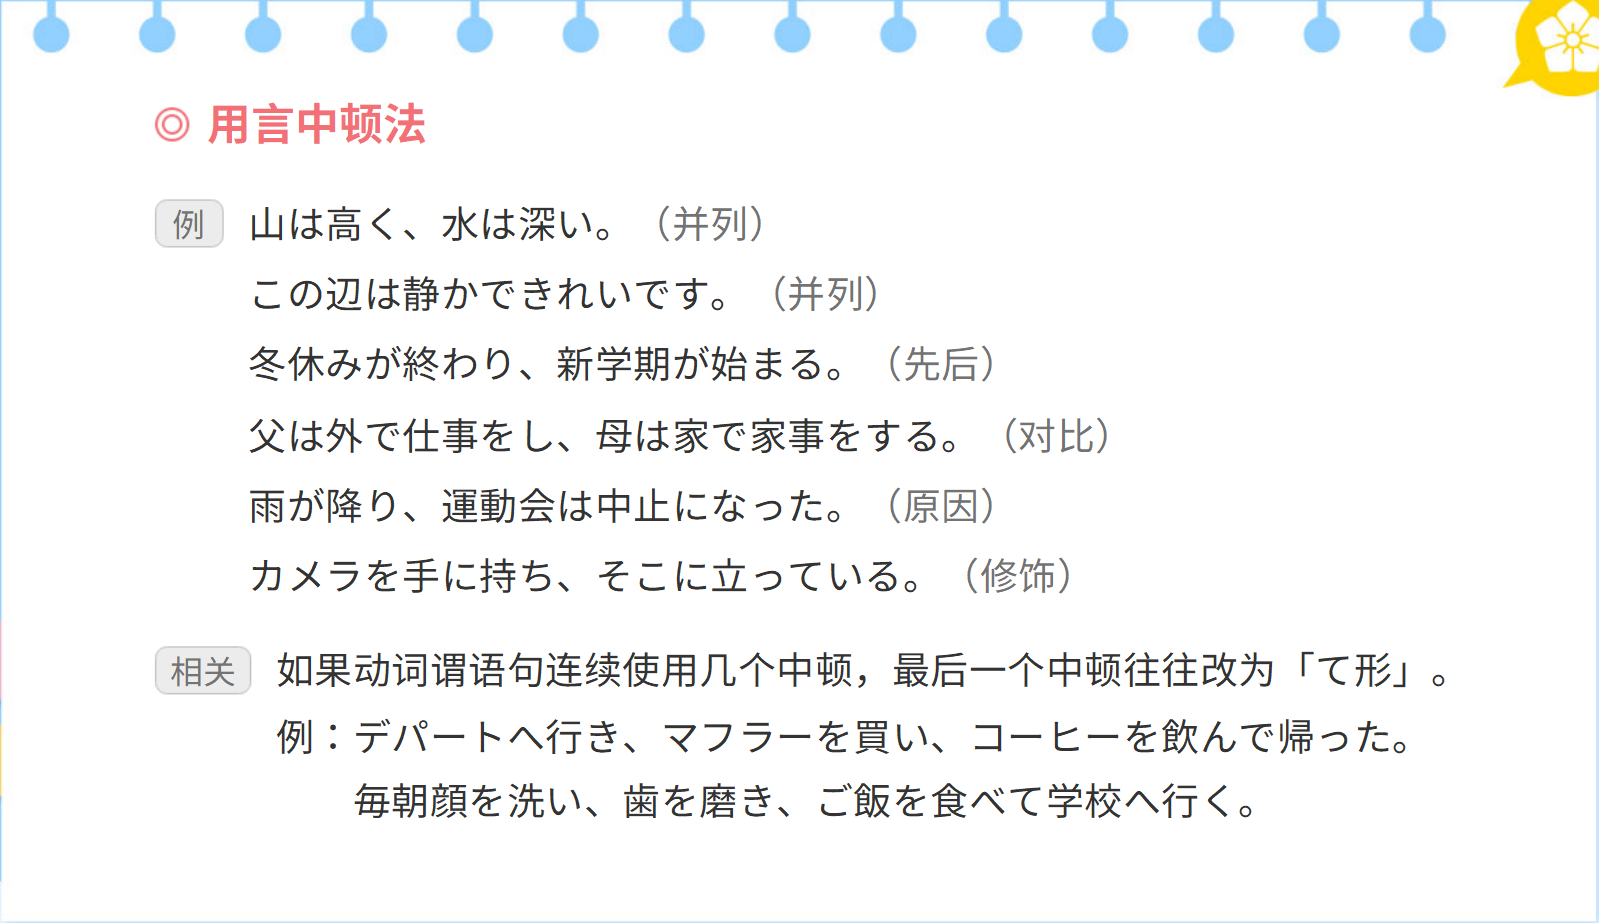 ◎ 用言中顿法
例 山は高く、水は深い。（并列）
この辺は静かできれいです。（并列）
冬休みが終わり、新学期が始まる。（先后）
父は外で仕事をし、母は家で家事をする。（对比）
雨が降り、運動会は中止になった。（原因）
カメラを手に持ち、そこに立っている。（修饰）
相关 如果动词谓语句连续使用几个中顿，最后一个中顿往往改为「て形」。
例：デパートへ行き、マフラーを買い、コーヒーを飲んで帰った。
毎朝顔を洗い、歯を磨き、ご飯を食べて学校へ行く。